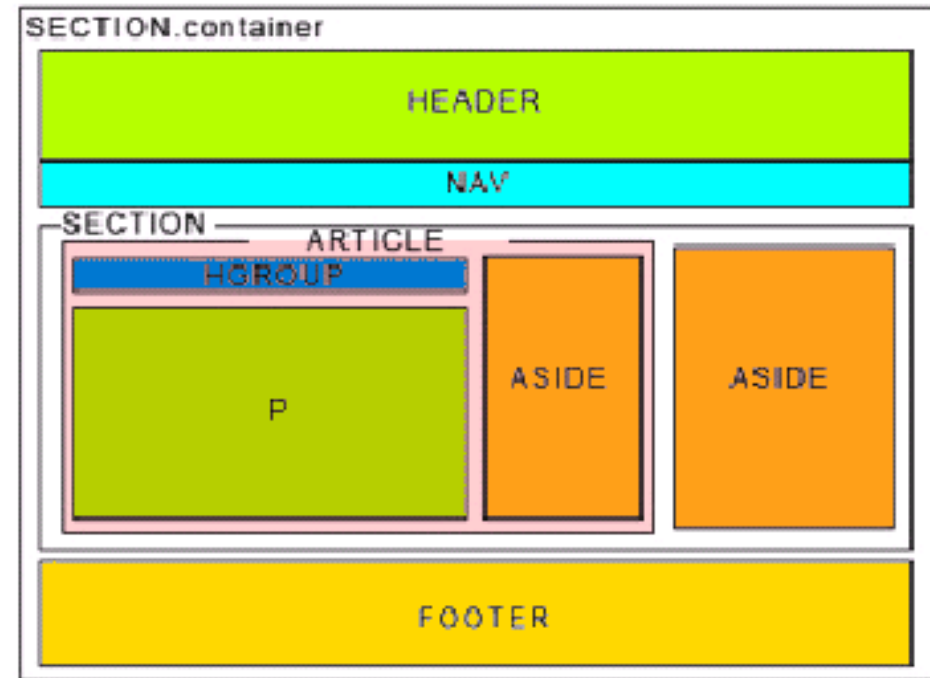 SECTION.container
HEADER
NAV
SECTION
ARTICLE
HGROUP
P
ASIDE
ASIDE
FOOTER